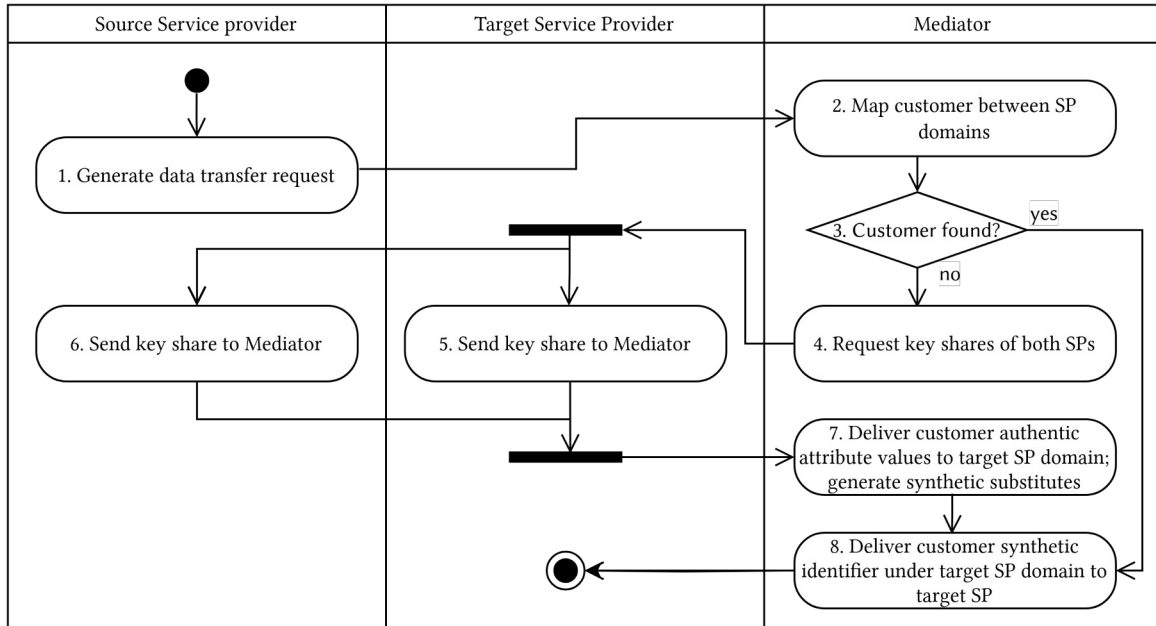 Source Service provider
Target Service Provider
Mediator
1. Generate data transfer request
2. Map customer between SP
domains
3. Customer found?
yes
no
6. Send key share to Mediator
5. Send key share to Mediator
4. Request key shares of both SPs
7. Deliver customer authentic
attribute values to target SP domain;
generate synthetic substitutes
8. Deliver customer synthetic
identifier under target SP domain to
target SP